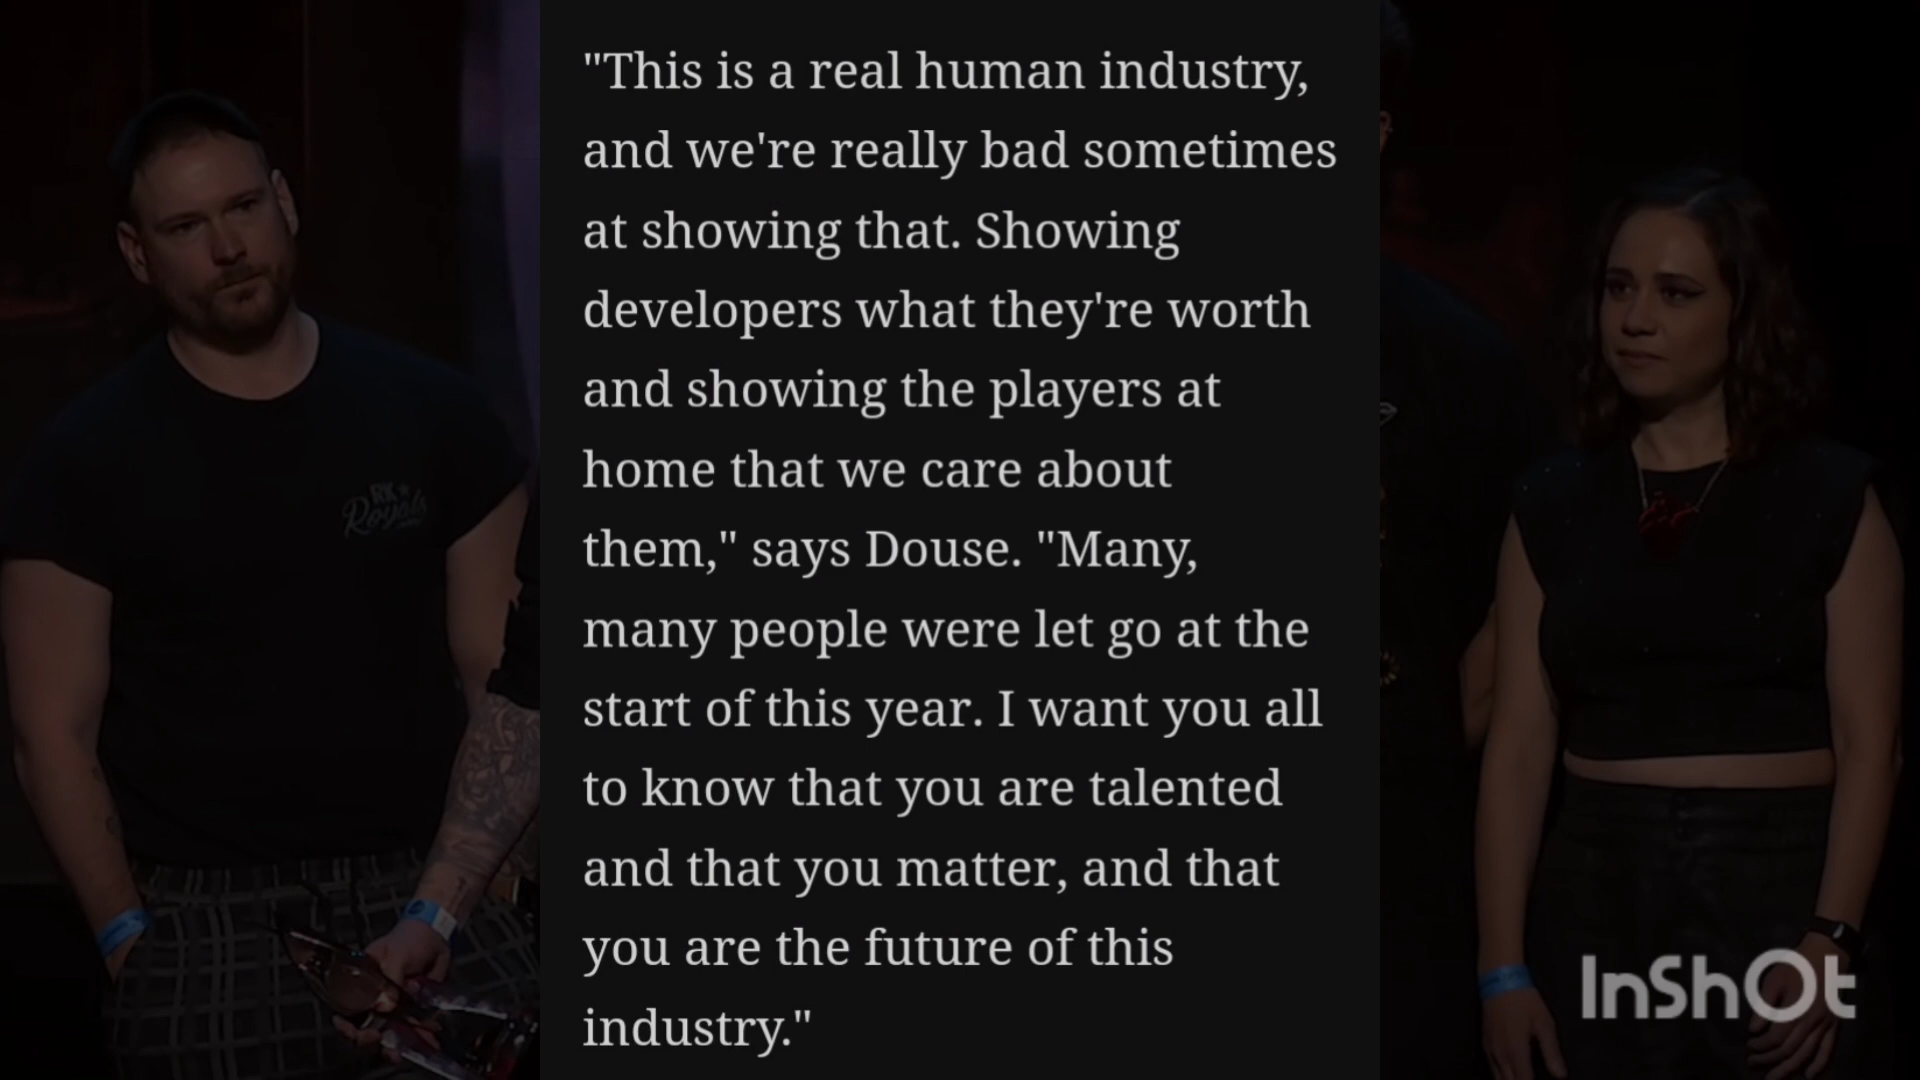 "This is a real human industry,
and we're really bad sometimes
at showing that. Showing
developers what they're worth
and showing the players at
home that we care about
them," says Douse. "Many,
many people were let go at the
start of this year. I want you all
to know that you are talented
and that you matter, and that
you are the future of this
industry."
RK
Royals
InShOt